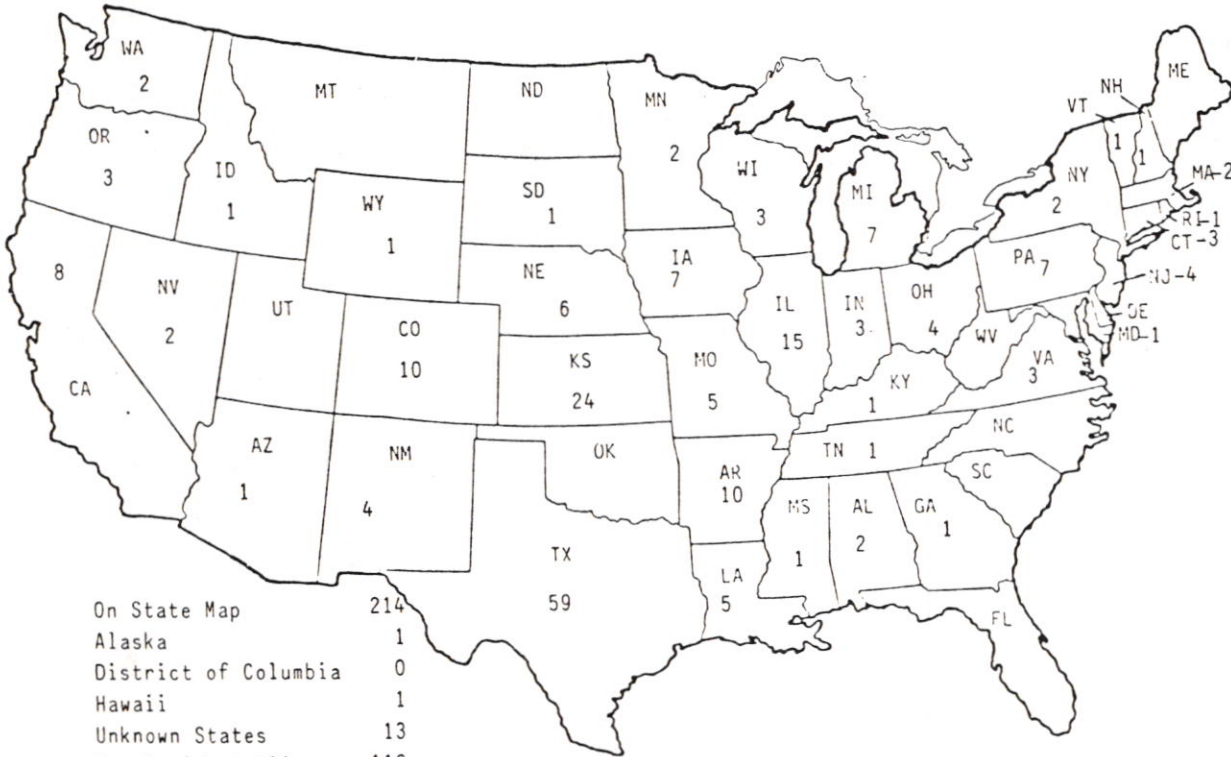 WA
2
MT
ND
MN
2
ME
NH
VT
1
1
OR
3
ID
1
WY
1
SD
1
WI
3
MI
7
NY
2
MA-2
RI-1
CT-3
NJ-4
DE
MD-1
8
CA
NV
2
UT
CO
10
NE
6
IA
7
IL
15
IN
3
OH
4
PA 7
WV
VA
3
KS
24
MO
5
KY
1
AZ
1
NM
4
OK
AR
10
TN 1
NC
SC
MS
1
AL
2
GA
1
TX
59
LA
5
FL
On State Map 214
Alaska 1
District of Columbia 0
Hawaii 1
Unknown States 13